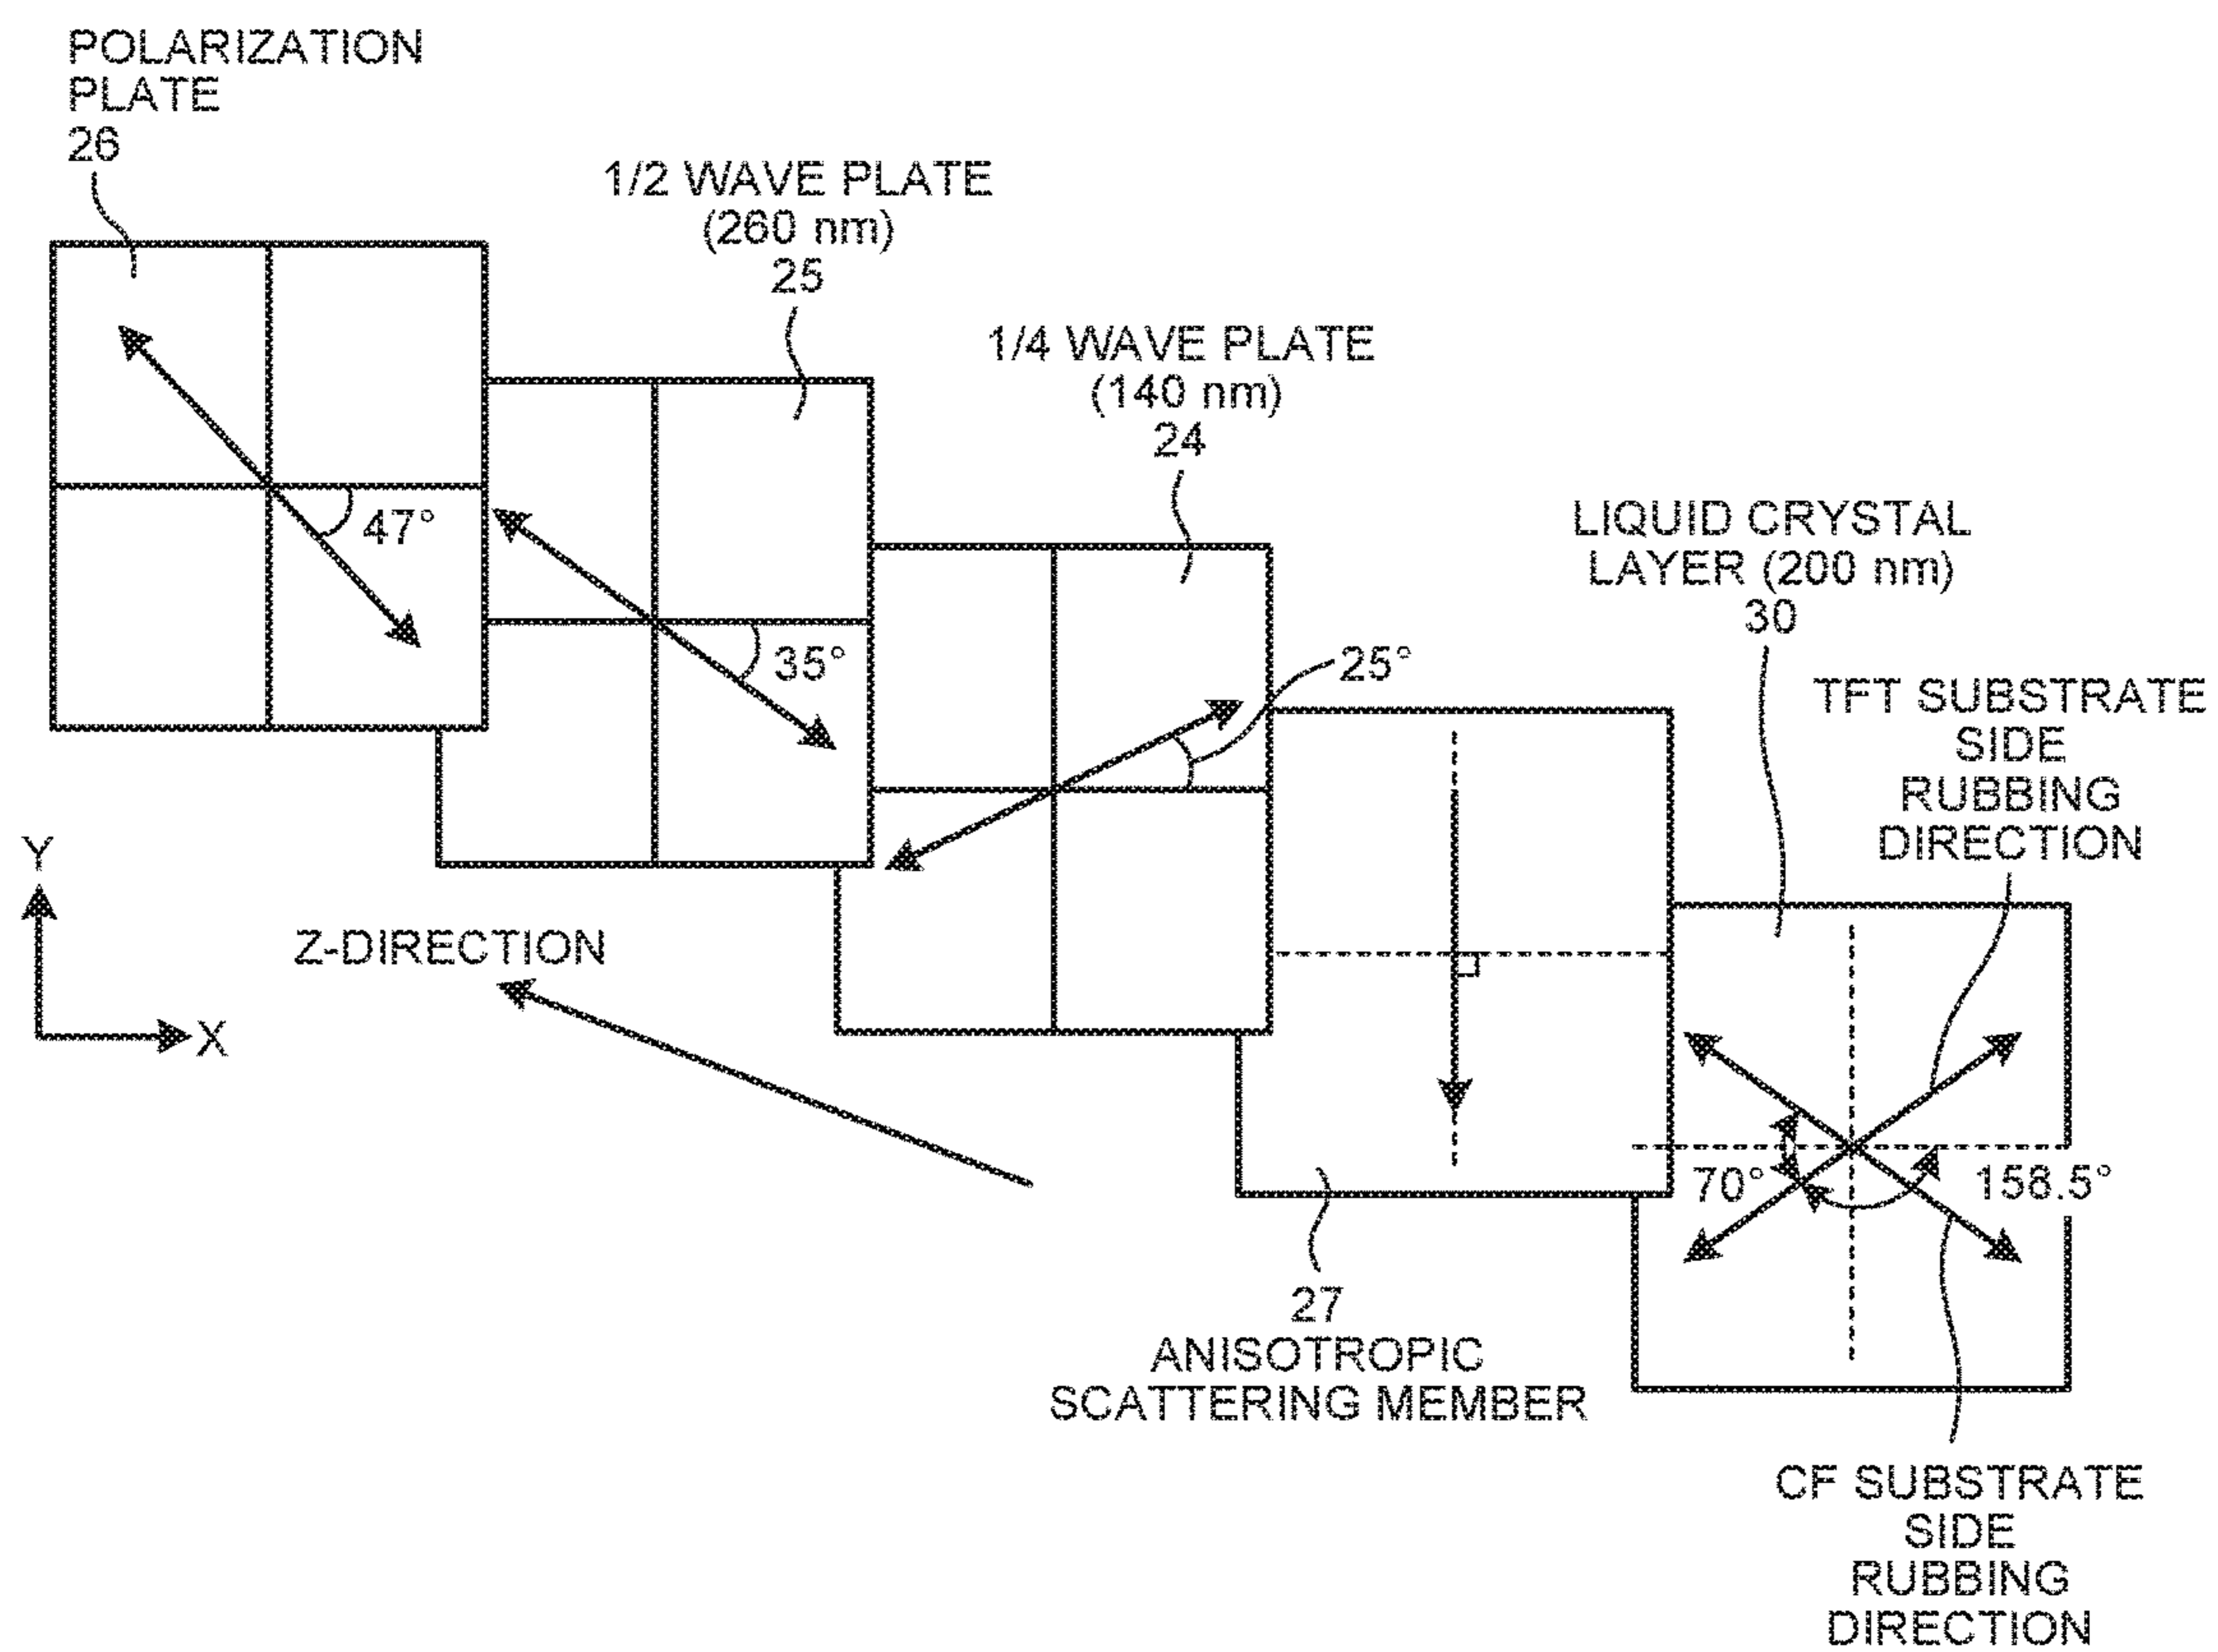 POLARIZATION
PLATE
26
1/2 WAVE PLATE
(260 nm)
25
1/4 WAVE PLATE
(140 nm)
24
LIQUID CRYSTAL
LAYER (200 nm)
30
TFT SUBSTRATE
SIDE
RUBBING
DIRECTION
47°
35°
25°
Y
X
Z-DIRECTION
70°
158.5°
27
ANISOTROPIC
SCATTERING MEMBER
CF SUBSTRATE
SIDE
RUBBING
DIRECTION